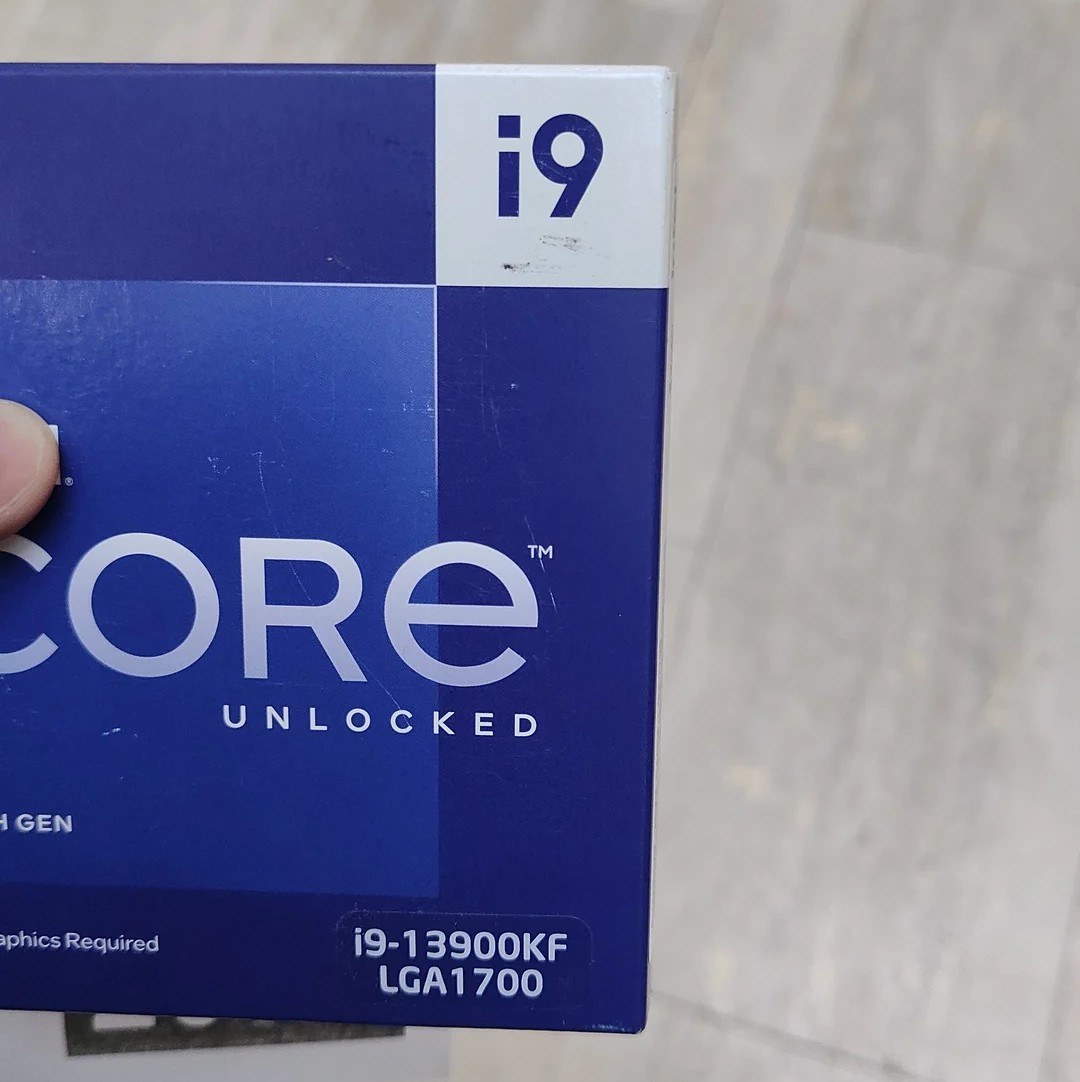 i9
®
CORe™
UNLOCKED
H GEN
aphics Required
i9-13900KF
LGA1700